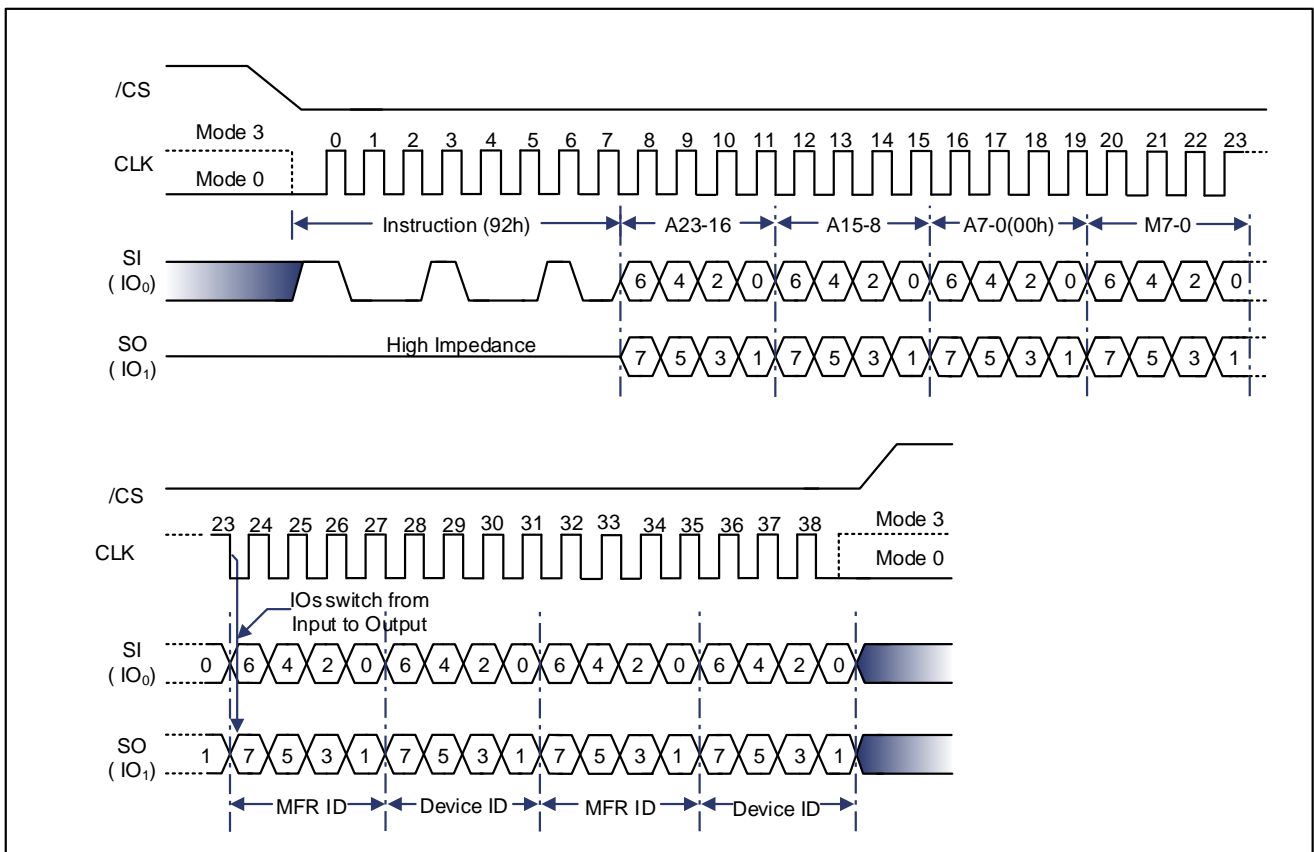 /CS
Mode 3
CLK
Mode 0
0 1 2 3 4 5 6 7 8 9 10 11 12 13 14 15 16 17 18 19 20 21 22 23
Instruction (92h) A23-16 A15-8 A7-0(00h) M7-0
SI
( IO₀)
6 4 2 0 6 4 2 0 6 4 2 0 6 4 2 0
SO
( IO₁)
High Impedance
7 5 3 1 7 5 3 1 7 5 3 1 7 5 3 1
/CS
23 24 25 26 27 28 29 30 31 32 33 34 35 36 37 38
Mode 3
CLK
Mode 0
IOs switch from
Input to Output
SI
( IO₀)
0 6 4 2 0 6 4 2 0 6 4 2 0 6 4 2 0
SO
( IO₁)
1 7 5 3 1 7 5 3 1 7 5 3 1 7 5 3 1
MFR ID Device ID MFR ID Device ID